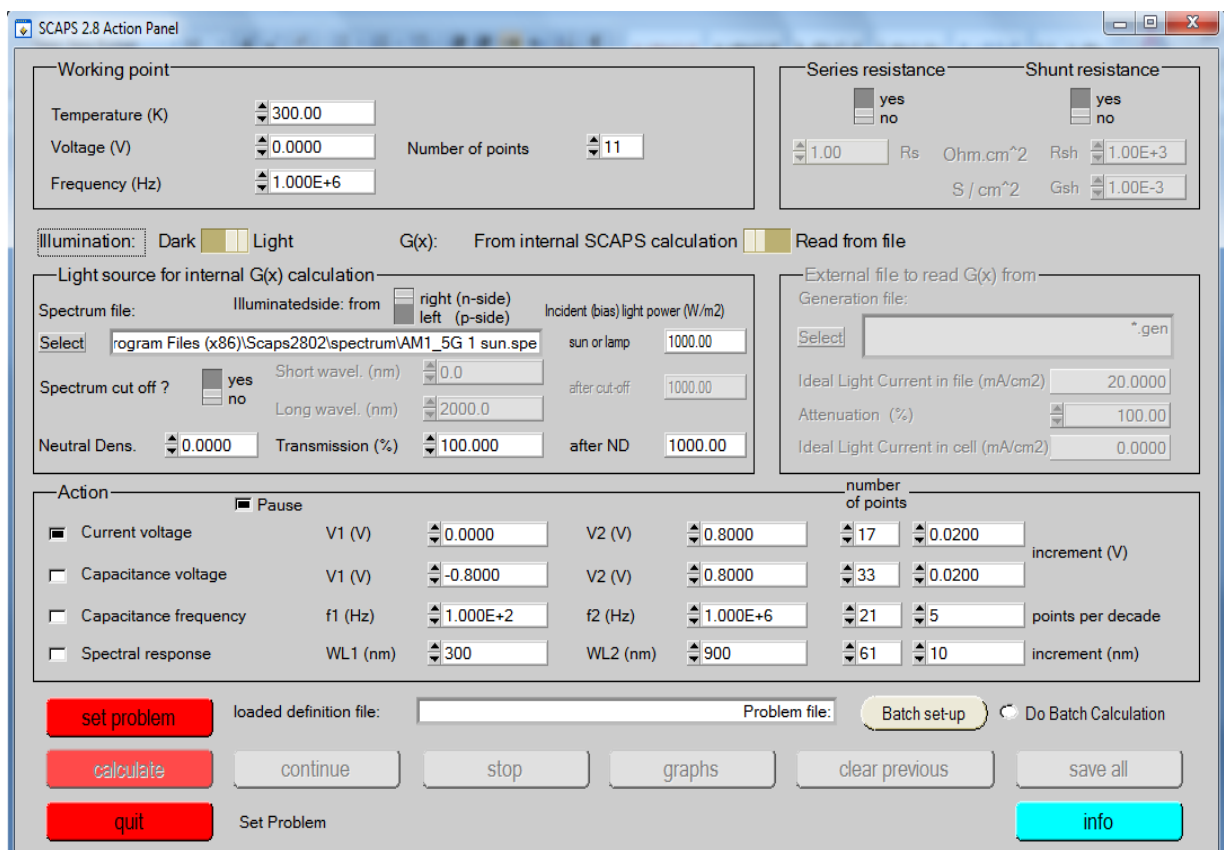 SCAPS 2.8 Action Panel
Working point
Temperature (K) 300.00
Voltage (V) 0.0000 Number of points 11
Frequency (Hz) 1.000E+6
Series resistance Shunt resistance
yes yes
no no
1.00 Rs Ohm.cm^2 Rsh 1.00E+3
S / cm^2 Gsh 1.00E-3
Illumination: Dark Light G(x): From internal SCAPS calculation Read from file
Light source for internal G(x) calculation
Spectrum file: Illuminatedside: from right (n-side)
left (p-side)
Incident (bias) light power (W/m2)
Select rogram Files (x86)\Scaps2802\spectrum\AM1_5G 1 sun.spe sun or lamp 1000.00
Spectrum cut off ? yes
no
Short wavel. (nm) 0.0
Long wavel. (nm) 2000.0
after cut-off 1000.00
Neutral Dens. 0.0000 Transmission (%) 100.000 after ND 1000.00
External file to read G(x) from
Generation file:
Select *.gen
Ideal Light Current in file (mA/cm2) 20.0000
Attenuation (%) 100.00
Ideal Light Current in cell (mA/cm2) 0.0000
Action
Pause
number
of points
Current voltage V1 (V) 0.0000 V2 (V) 0.8000 17 0.0200
increment (V)
Capacitance voltage V1 (V) -0.8000 V2 (V) 0.8000 33 0.0200
Capacitance frequency f1 (Hz) 1.000E+2 f2 (Hz) 1.000E+6 21 5 points per decade
Spectral response WL1 (nm) 300 WL2 (nm) 900 61 10 increment (nm)
set problem loaded definition file: Problem file: Batch set-up Do Batch Calculation
calculate continue stop graphs clear previous save all
quit Set Problem info